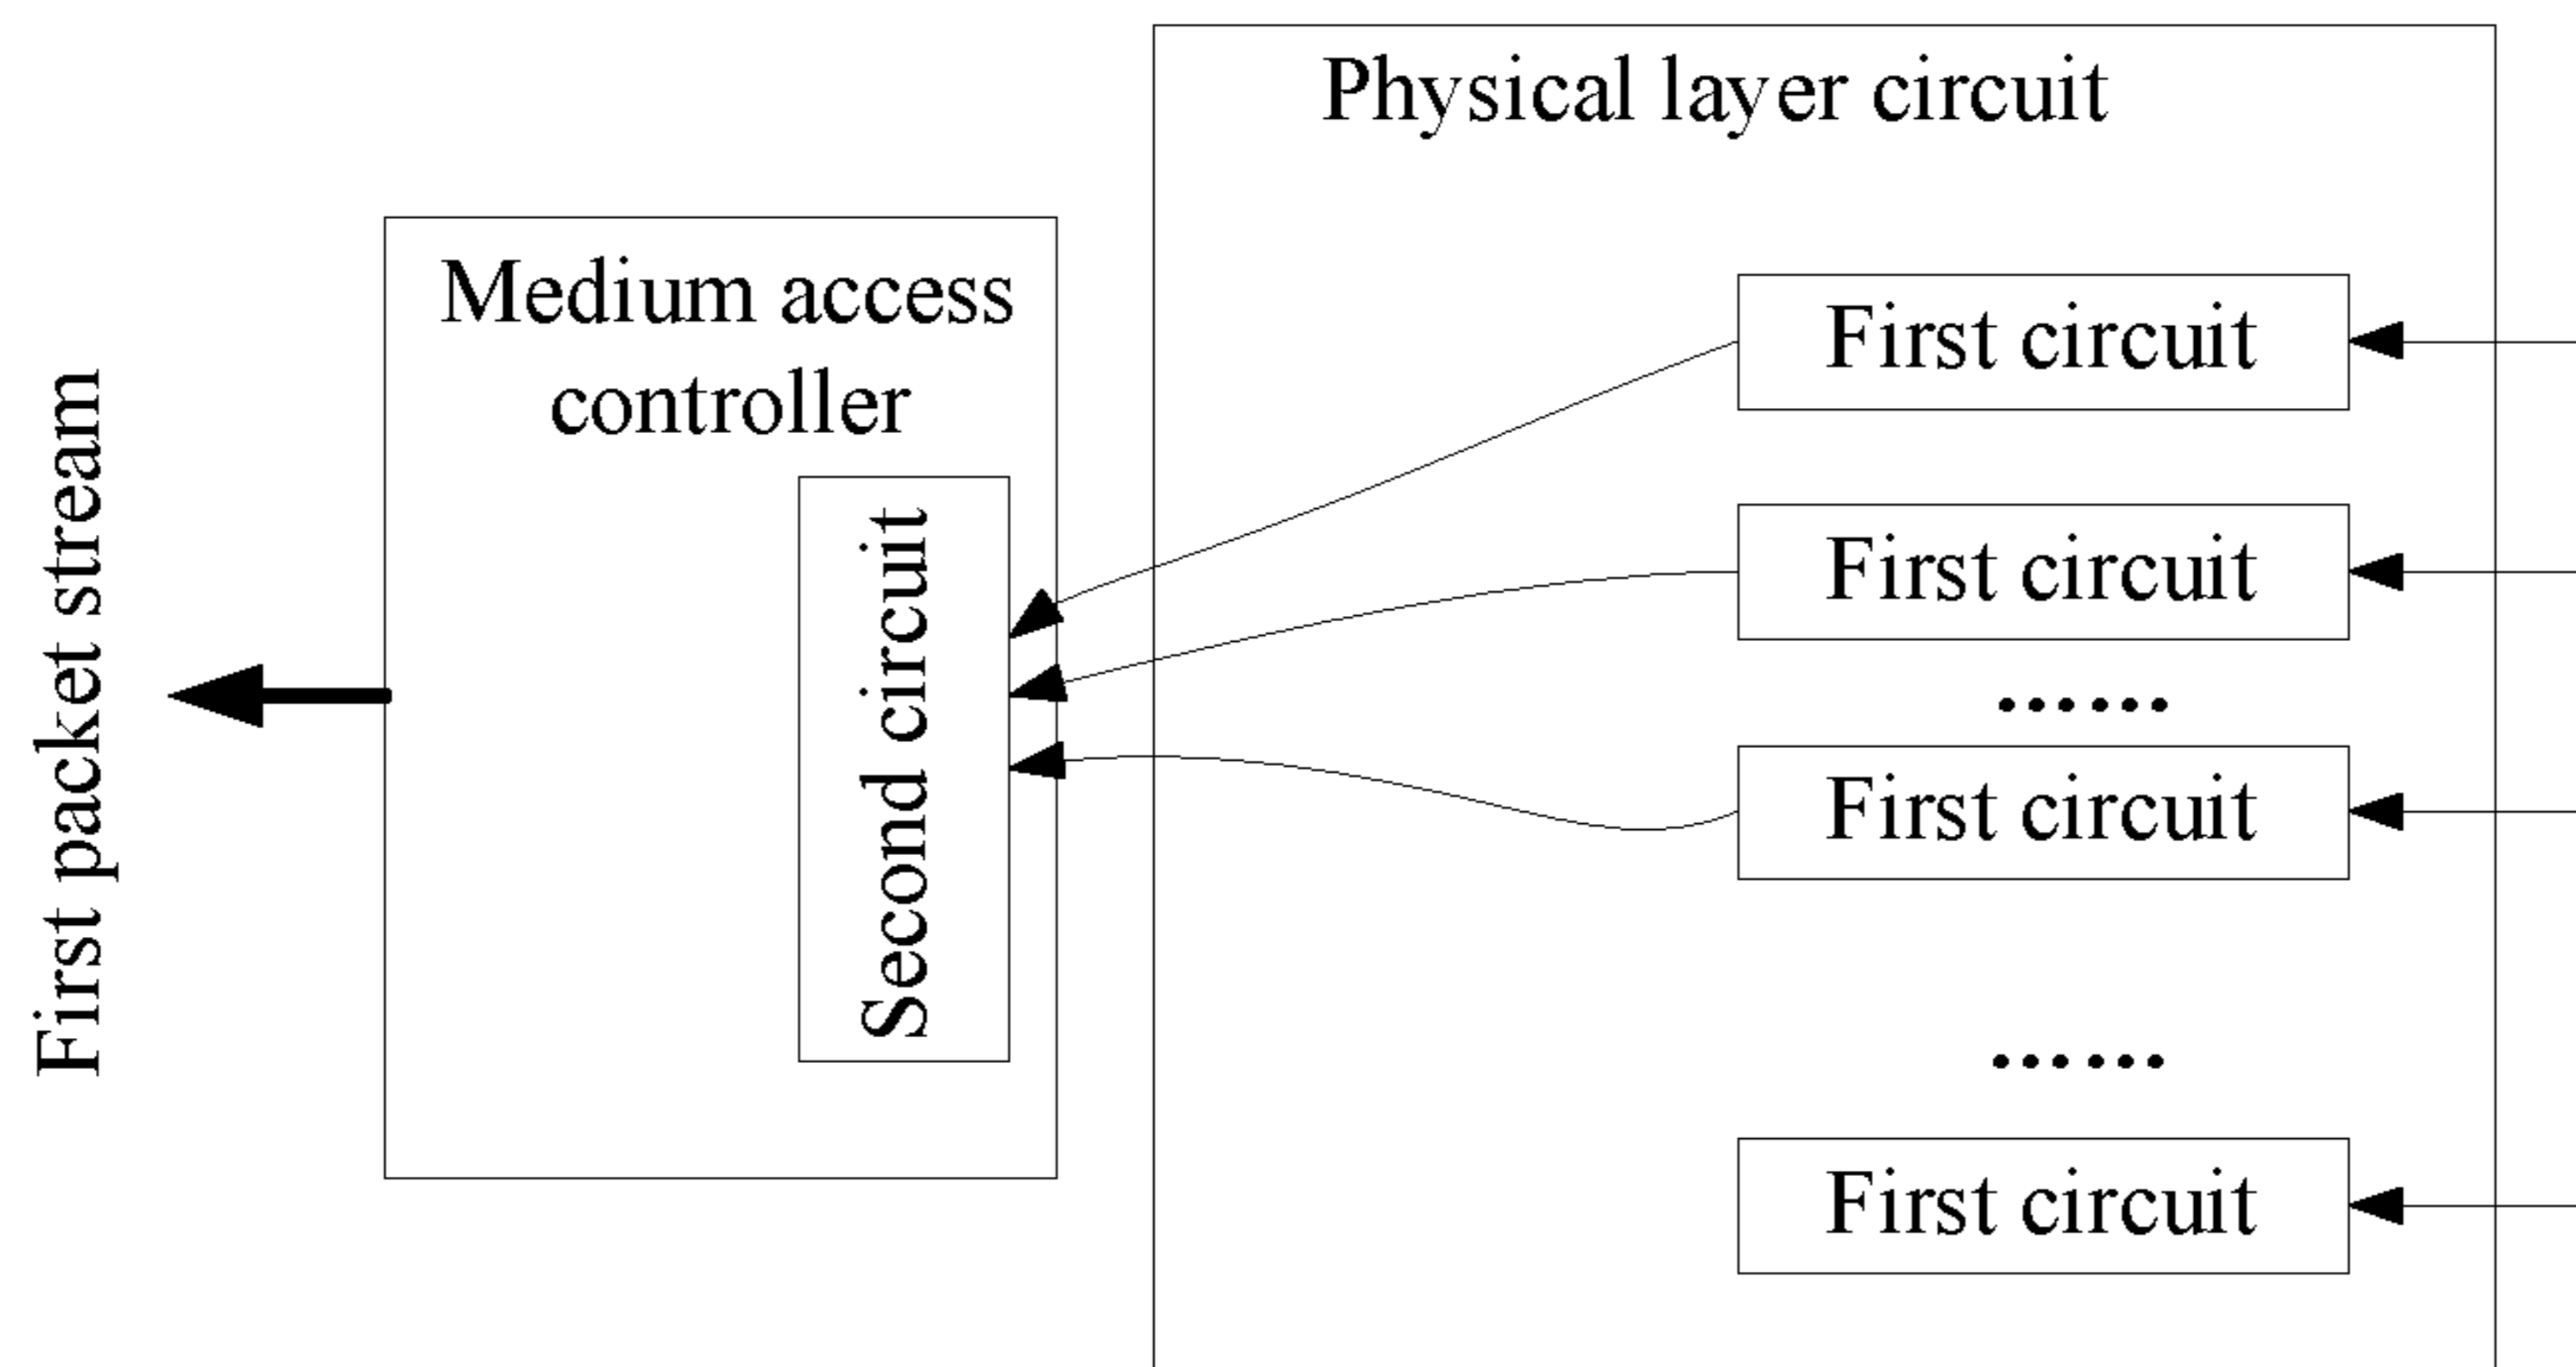 Physical layer circuit
Medium access
controller
First packet stream
Second circuit
First circuit
First circuit
......
First circuit
......
First circuit